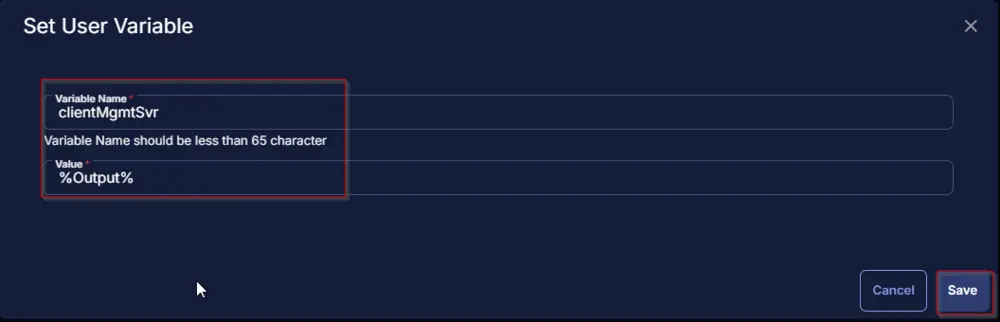 Set User Variable
Variable Name *
clientMgmtSvr
Variable Name should be less than 65 character
Value *
%Output%
Cancel
Save